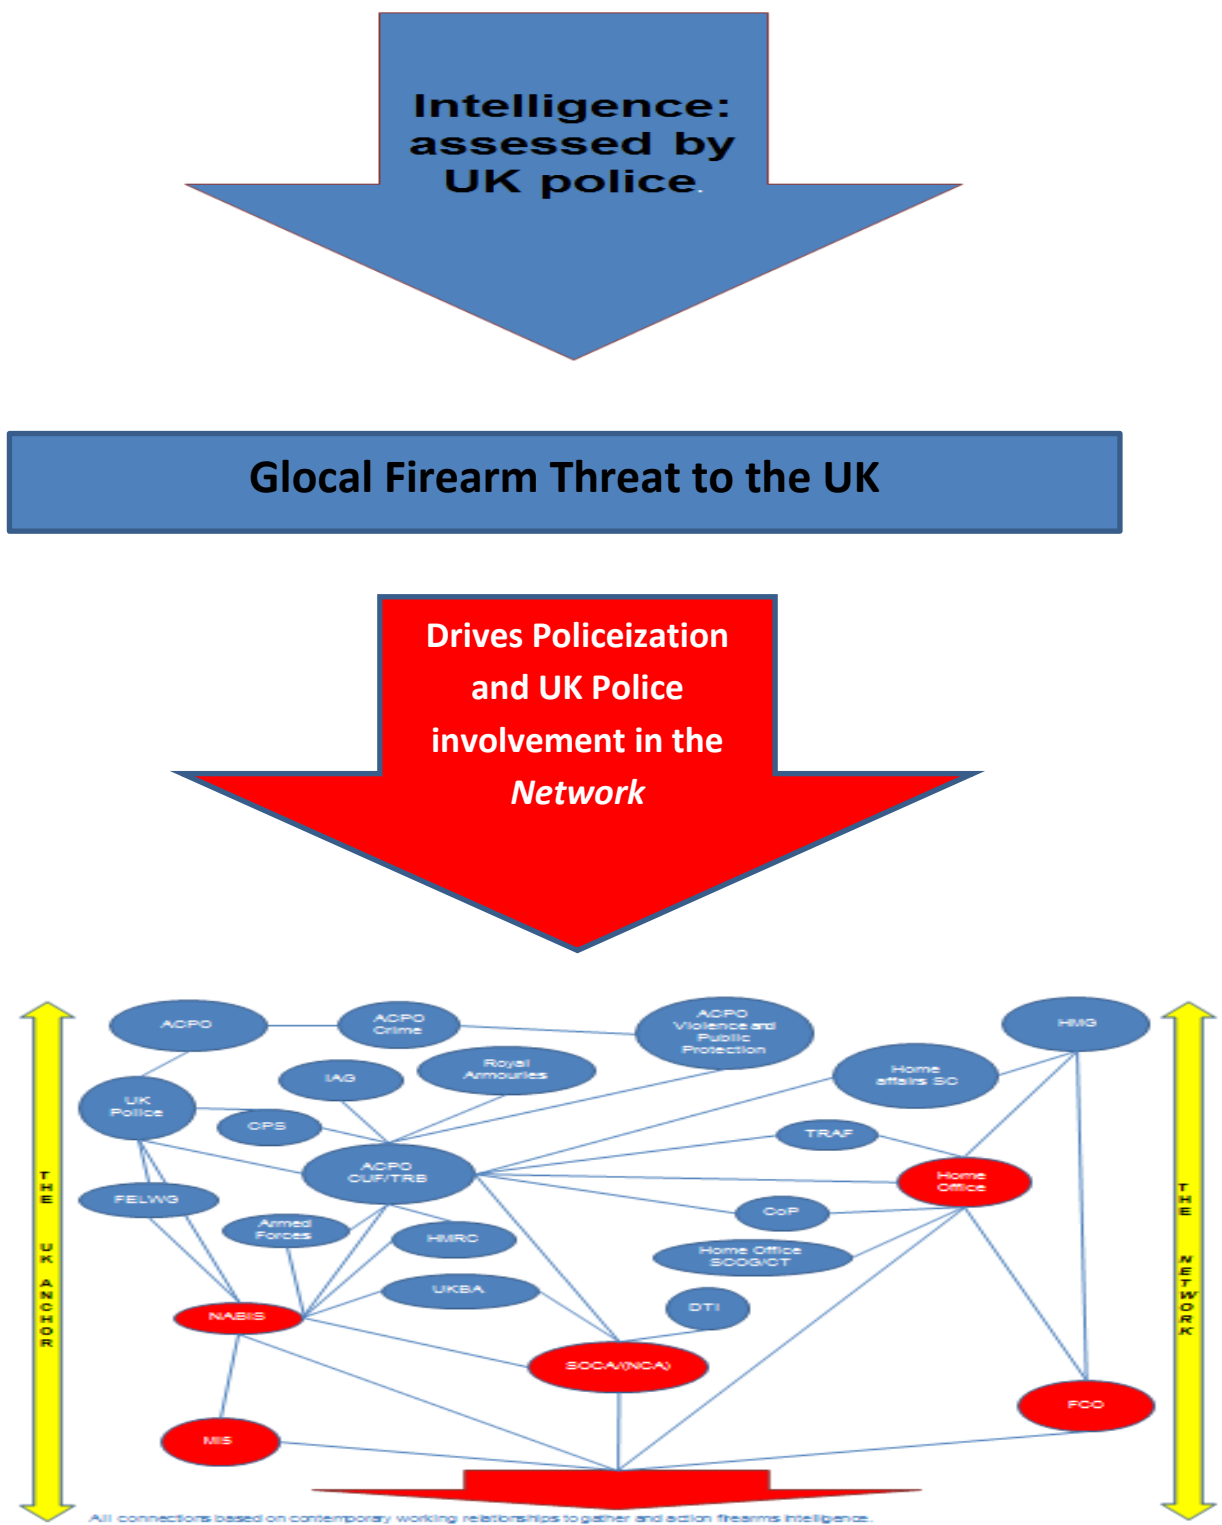 Intelligence:
assessed by
UK police.
Glocal Firearm Threat to the UK
Drives Policeization
and UK Police
involvement in the
Network
ACPO
ACPO
Crime
ACPO
Violence and
Public
Protection
HMG
IAG
Royal
Armouries
Home
affairs SC
UK
Police
CPS
TRAF
ACPO
CUF/TRB
Home
Office
FELWG
CoP
Armed
Forces
HMRC
Home Office
SCOG/CT
UKBA
DTI
NABIS
SOCA/(NCA)
FCO
MI5
THE UK ANCHOR
THE NETWORK
All connections based on contemporary working relationships to gather and action firearms intelligence.